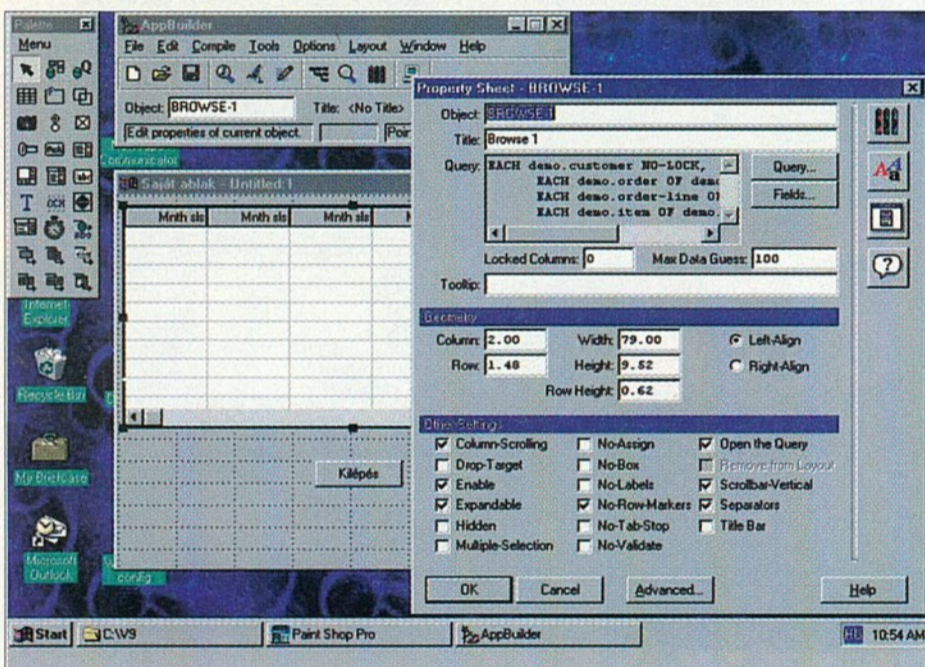 Palette
Menu
AppBuilder
File Edit Compile Tools Options Layout Window Help
Object: BROWSE-1 Title: <No Title>
Edit properties of current object.
Communicator
Saját ablak - Untitled:1
Mnth sls Mnth sls Mnth sls
Kilépés
Internet Explorer
Recycle Bin
My Briefcase
Microsoft Outlook
config
Property Sheet - BROWSE-1
Object: BROWSE-1
Title: Browse 1
Query: EACH demo.customer NO-LOCK,
EACH demo.order OF
EACH demo.order-line
EACH demo.item OF demo.
Query...
Fields...
Locked Columns: 0 Max Data Guess: 100
Tooltip:
Geometry
Column: 2.00 Width: 79.00 Left-Align
Row: 1.48 Height: 9.52 Right-Align
Row Height: 0.62
Other Settings
Column-Scrolling No-Assign Open the Query
Drop-Target No-Box Remove from Layout
Enable No-Labels Scrollbar-Vertical
Expandable No-Row-Markers Separators
Hidden No-Tab-Stop Title Bar
Multiple-Selection No-Validate
OK Cancel Advanced... Help
Start C:\V9 Paint Shop Pro AppBuilder HU 10:54 AM